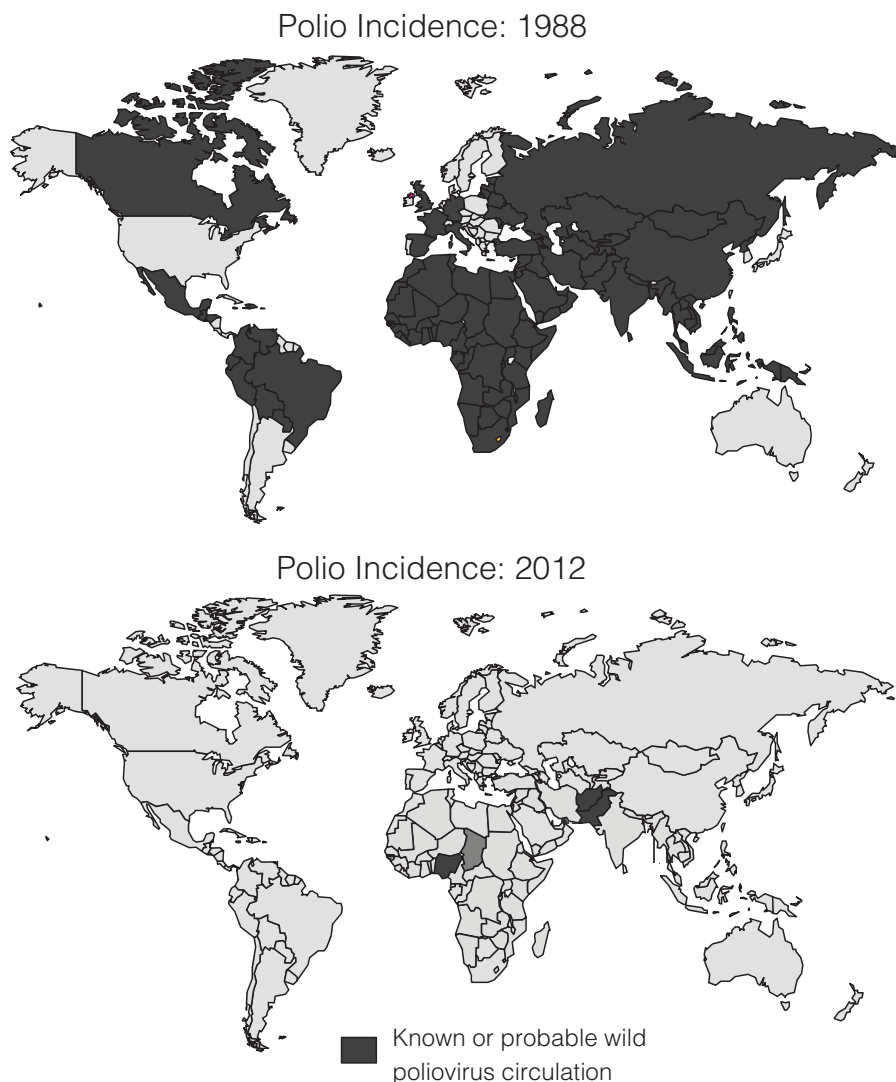 Polio Incidence: 1988
Polio Incidence: 2012
Known or probable wild
poliovirus circulation